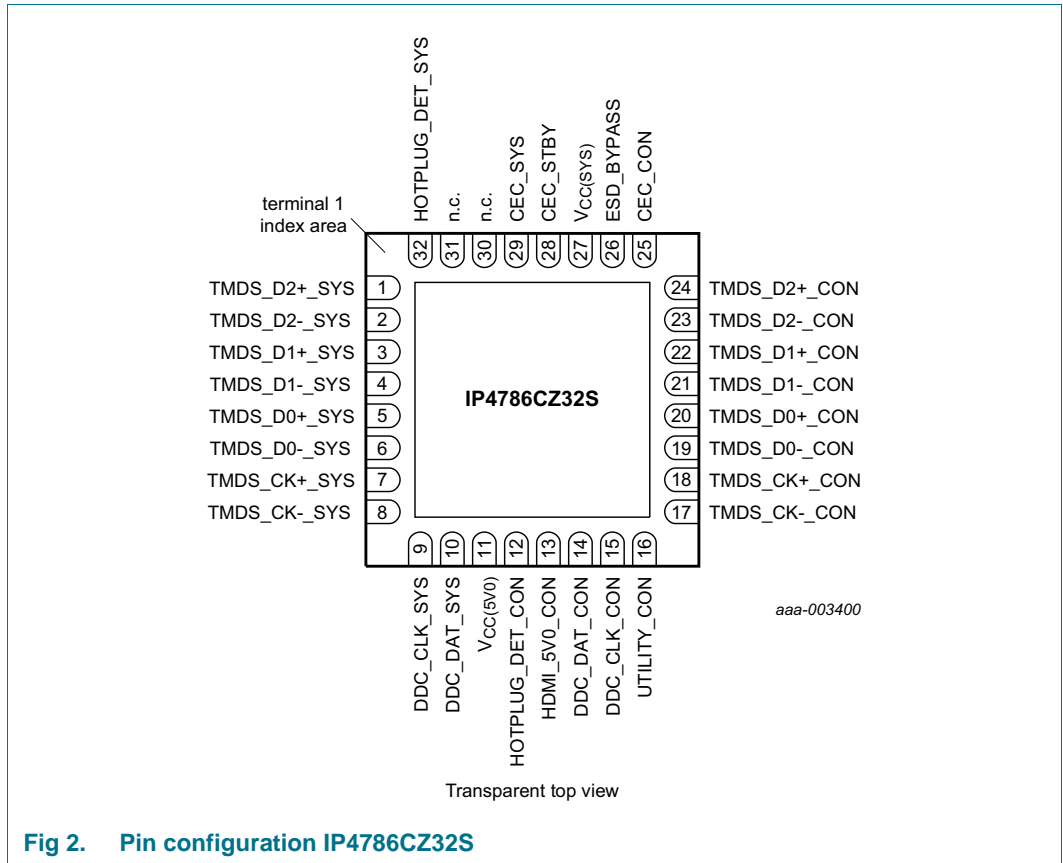 HOTPLUG_DET_SYS
n.c.
n.c.
CEC_SYS
CEC_STBY
VCC(SYS)
ESD_BYPASS
CEC_CON
terminal 1
index area
32
31
30
29
28
27
26
25
TMDS_D2+_SYS 1
24 TMDS_D2+_CON
TMDS_D2-_SYS 2
23 TMDS_D2-_CON
TMDS_D1+_SYS 3
22 TMDS_D1+_CON
TMDS_D1-_SYS 4
21 TMDS_D1-_CON
TMDS_D0+_SYS 5
20 TMDS_D0+_CON
TMDS_D0-_SYS 6
19 TMDS_D0-_CON
TMDS_CK+_SYS 7
18 TMDS_CK+_CON
TMDS_CK-_SYS 8
17 TMDS_CK-_CON
IP4786CZ32S
9
10
11
12
13
14
15
16
DDC_CLK_SYS
DDC_DAT_SYS
VCC(5V0)
HOTPLUG_DET_CON
HDMI_5V0_CON
DDC_DAT_CON
DDC_CLK_CON
UTILITY_CON
aaa-003400
Transparent top view
Fig 2. Pin configuration IP4786CZ32S